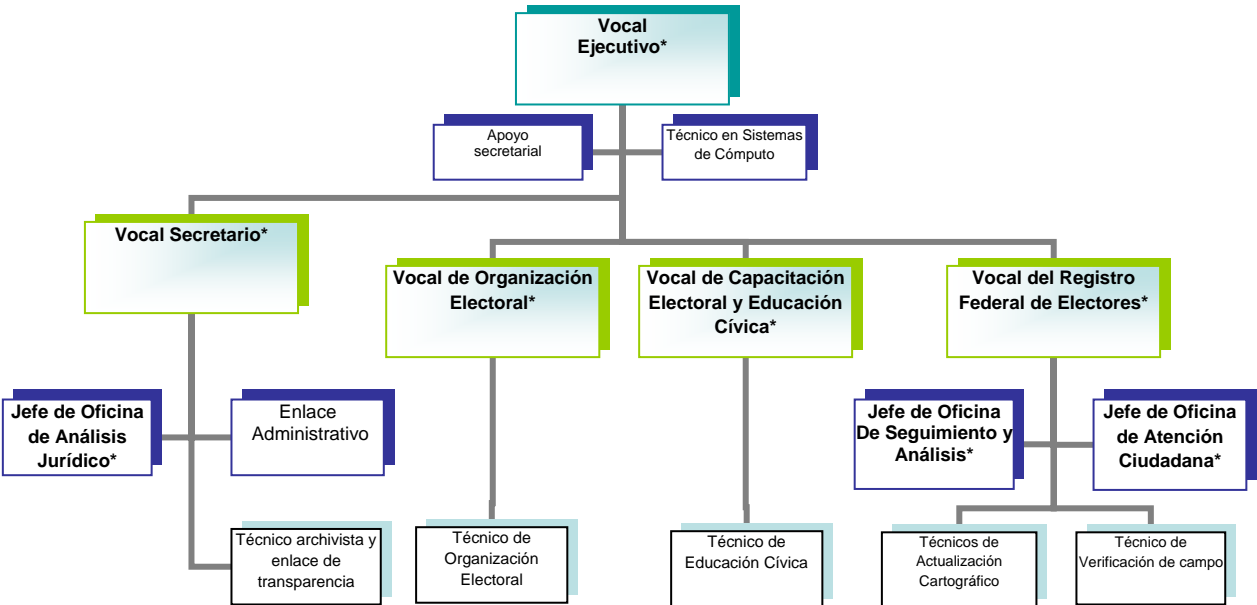 Vocal
Ejecutivo*
Apoyo
secretarial
Técnico en Sistemas
de Cómputo
Vocal Secretario*
Vocal de Organización
Electoral*
Vocal de Capacitación
Electoral y Educación
Cívica*
Vocal del Registro
Federal de Electores*
Jefe de Oficina
de Análisis
Jurídico*
Enlace
Administrativo
Jefe de Oficina
De Seguimiento y
Análisis*
Jefe de Oficina
de Atención
Ciudadana*
Técnico archivista y
enlace de
transparencia
Técnico de
Organización
Electoral
Técnico de
Educación Cívica
Técnicos de
Actualización
Cartográfico
Técnico de
Verificación de campo